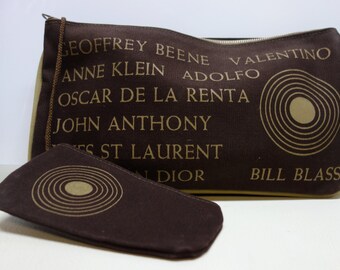 GEOFFREY BEENE VALENTINO
ANNE KLEIN ADOLFO
OSCAR DE LA RENTA
JOHN ANTHONY
ST LAURENT
DIOR BILL BLASS